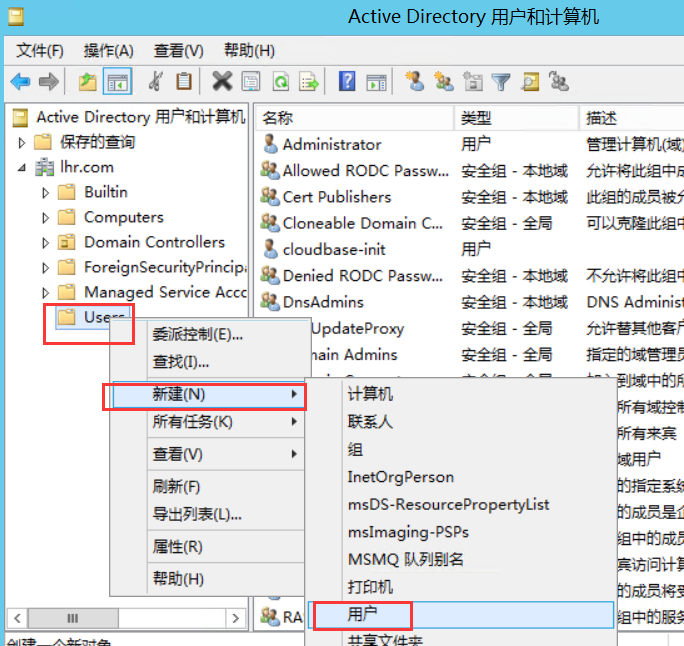 Active Directory 用户和计算机
文件(F) 操作(A) 查看(V) 帮助(H)
Active Directory 用户和计算机
保存的查询
lhr.com
Builtin
Computers
Domain Controllers
ForeignSecurityPrincipa
Managed Service Acco
Users
名称 类型 描述
Administrator 用户 管理计算机(域)
Allowed RODC Passw... 安全组 - 本地域 允许将此组中成
Cert Publishers 安全组 - 本地域 此组的成员被允
Cloneable Domain C... 安全组 - 全局 可以克隆此组中
cloudbase-init 用户
Denied RODC Passw... 安全组 - 本地域 不允许将此组中
DnsAdmins 安全组 - 本地域 DNS Administ
UpdateProxy 安全组 - 全局 允许替其他客户
main Admins 安全组 - 全局 指定的域管理员
所有域控制
所有来宾
域用户
的指定系统
的成员是企
组中的成员
宾访问计算
的成员将受
组中的服务
RA
委派控制(E)...
查找(I)...
新建(N)
所有任务(K)
查看(V)
刷新(F)
导出列表(L)...
属性(R)
帮助(H)
计算机
联系人
组
InetOrgPerson
msDS-ResourcePropertyList
msImaging-PSPs
MSMQ 队列别名
打印机
用户
共享文件夹
创建一个新对象